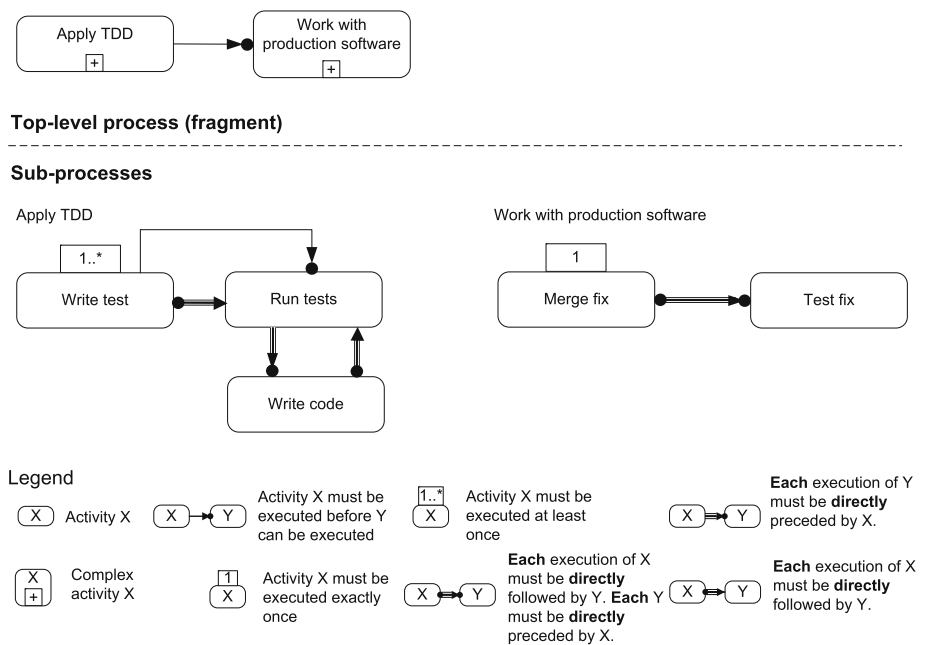 Apply TDD
+
Work with
production software
+
Top-level process (fragment)
Sub-processes
Apply TDD
1..*
Write test
Run tests
Write code
Work with production software
1
Merge fix
Test fix
Legend
X
Activity X
X
Y
Activity X must be
executed before Y
can be executed
1..*
X
Activity X must be
executed at least
once
X
Y
Each execution of Y
must be directly
preceded by X.
X
+
Complex
activity X
1
X
Activity X must be
executed exactly
once
X
Y
Each execution of X
must be directly
followed by Y. Each Y
must be directly
preceded by X.
X
Y
Each execution of X
must be directly
followed by Y.